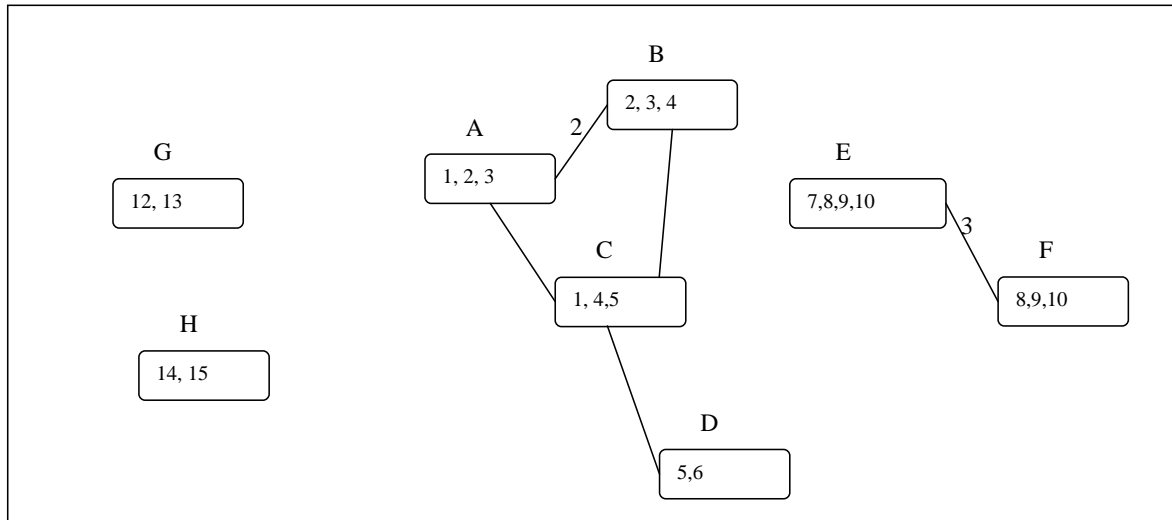 B
2, 3, 4
2
A
1, 2, 3
G
12, 13
E
7,8,9,10
3
C
1, 4,5
F
8,9,10
H
14, 15
D
5,6